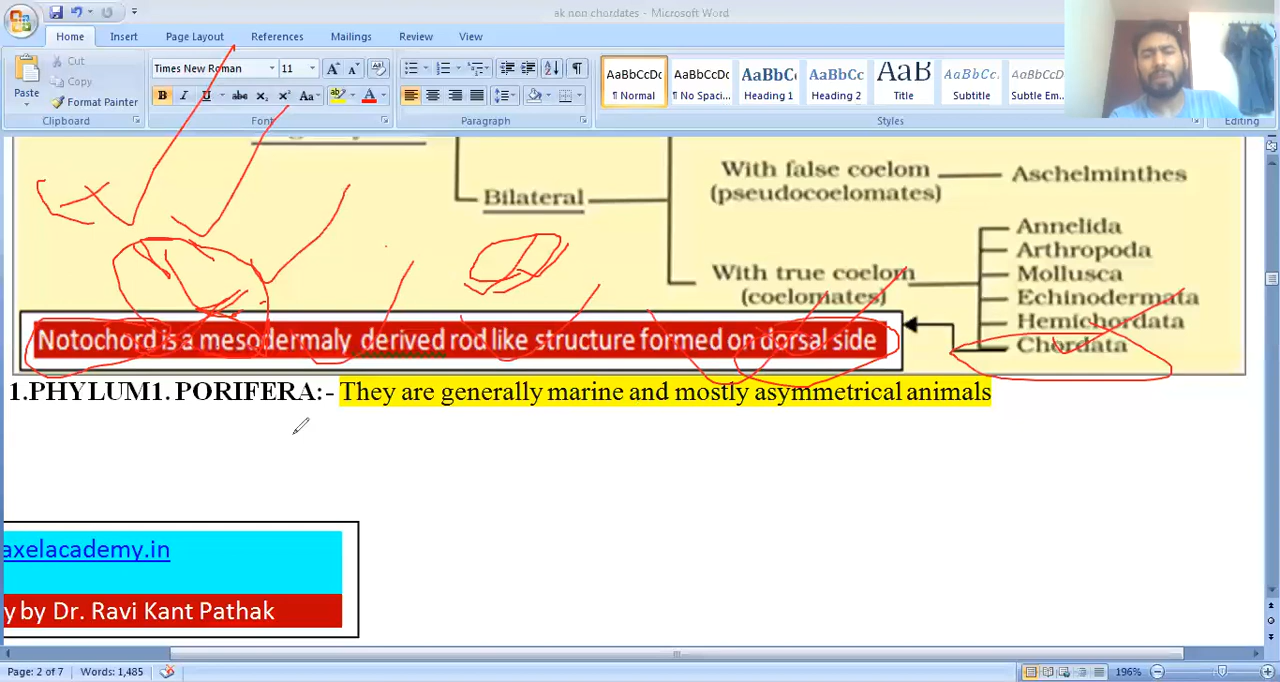 ak non chordates - Microsoft Word
Home Insert Page Layout References Mailings Review View
Paste
Cut
Copy
Format Painter
Clipboard
Times New Roman 11
Font
Paragraph
AaBbCcDc AaBbCcDc AaBbC AaBbCc AaB AaBbCc. AaBbCcDc
¶ Normal ¶ No Spaci... Heading 1 Heading 2 Title Subtitle Subtle Em...
Styles
Editing
Bilateral
With false coelom
(pseudocoelomates)
Aschelminthes
With true coelom
(coelomates)
Annelida
Arthropoda
Mollusca
Echinodermata
Hemichordata
Chordata
Notochord is a mesodermaly derived rod like structure formed on dorsal side
1.PHYLUM1. PORIFERA:- They are generally marine and mostly asymmetrical animals
axelacademy.in
y by Dr. Ravi Kant Pathak
Page: 2 of 7 Words: 1,485 196%